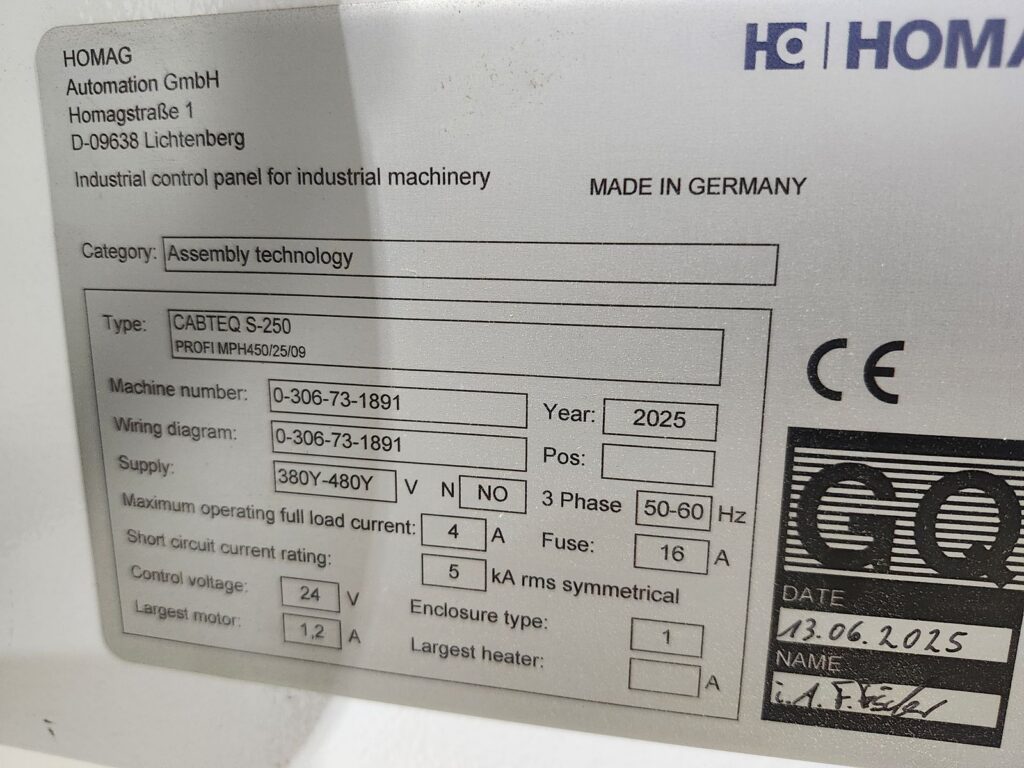 HOMAG
Automation GmbH
Homagstraße 1
D-09638 Lichtenberg
HOMA
Industrial control panel for industrial machinery
MADE IN GERMANY
Category: Assembly technology
Type: CABTEQ S-250
PROFI MPH450/25/09
Machine number: 0-306-73-1891 Year: 2025
Wiring diagram: 0-306-73-1891 Pos:
Supply: 380Y-480Y V N NO 3 Phase 50-60 Hz
Maximum operating full load current: 4 A Fuse: 16 A
Short circuit current rating: 5 kA rms symmetrical
Control voltage: 24 V Enclosure type: 1
Largest motor: 1,2 A Largest heater: A
CE
GQ
DATE
13.06.2025
NAME
i.A. F.